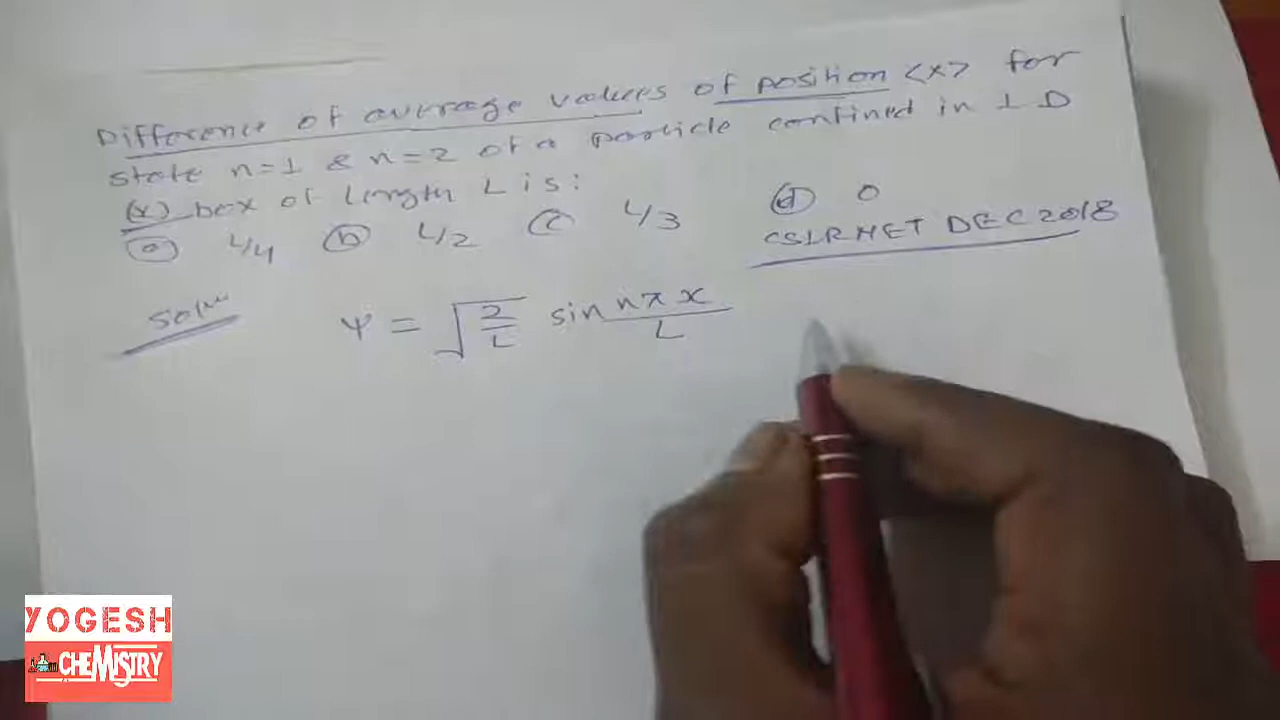 Difference of average values of position <x> for
state n=1 & n=2 of a particle confined in 1D
(x) box of length L is:
(a) L/4 (b) L/2 (c) L/3 (d) 0
CSIR NET DEC 2018
Soln
Ψ = √(2/L) sin nπx/L
YOGESH
CHEMISTRY